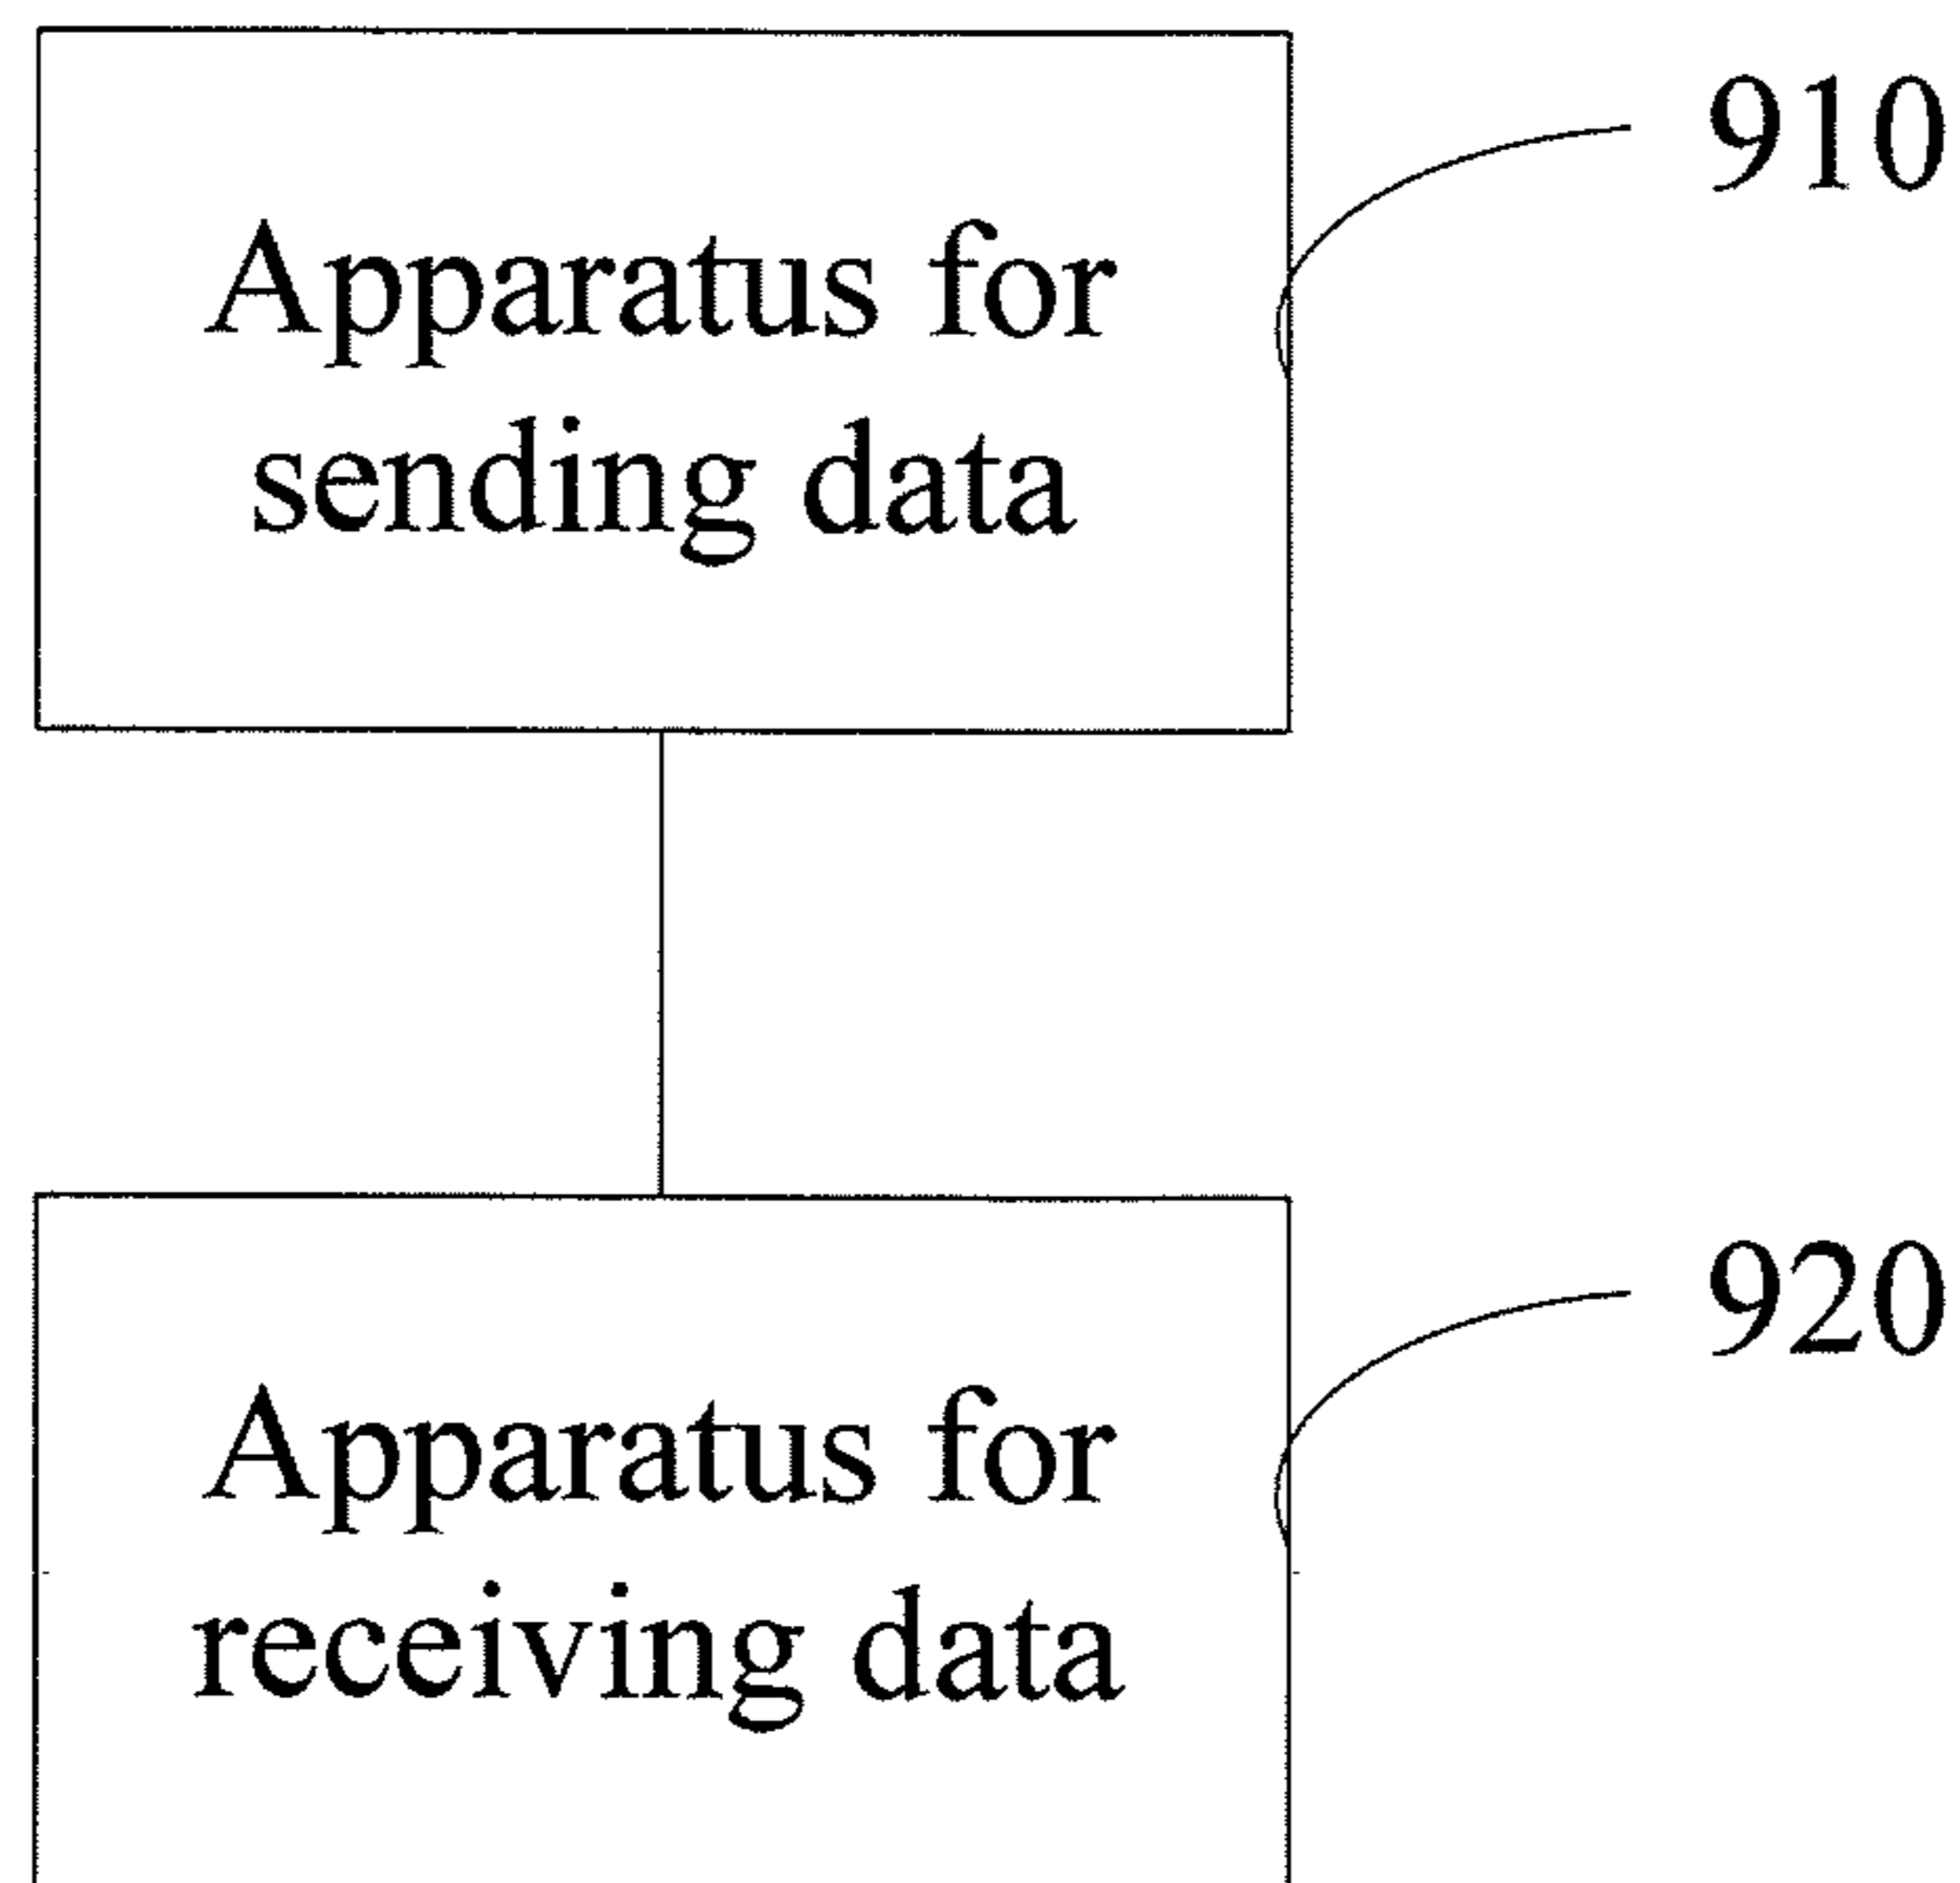 910
Apparatus for
sending data
920
Apparatus for
receiving data